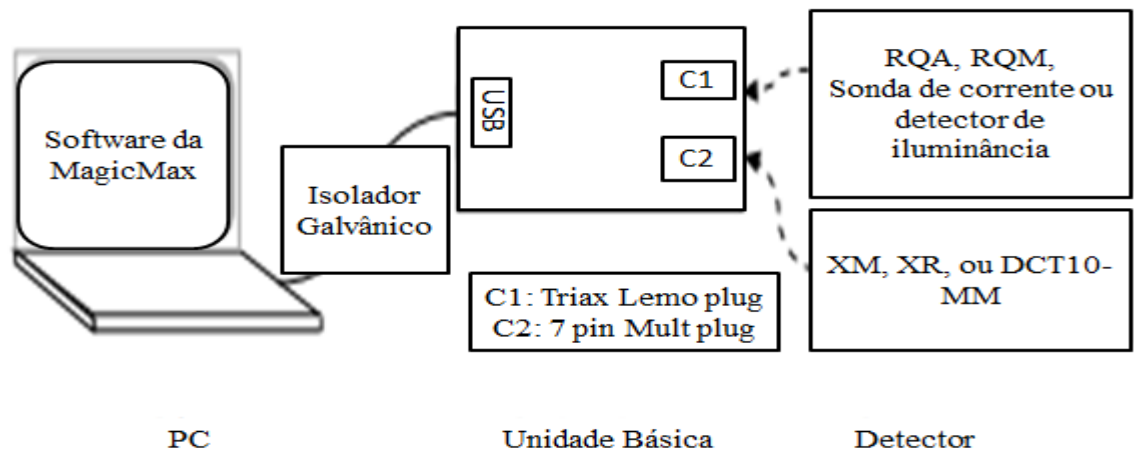 Software da
MagicMax
Isolador
Galvânico
USB
C1
C2
C1: Triax Lemo plug
C2: 7 pin Mult plug
RQA, RQM,
Sonda de corrente ou
detector de
iluminância
XM, XR, ou DCT10-
MM
PC
Unidade Básica
Detector